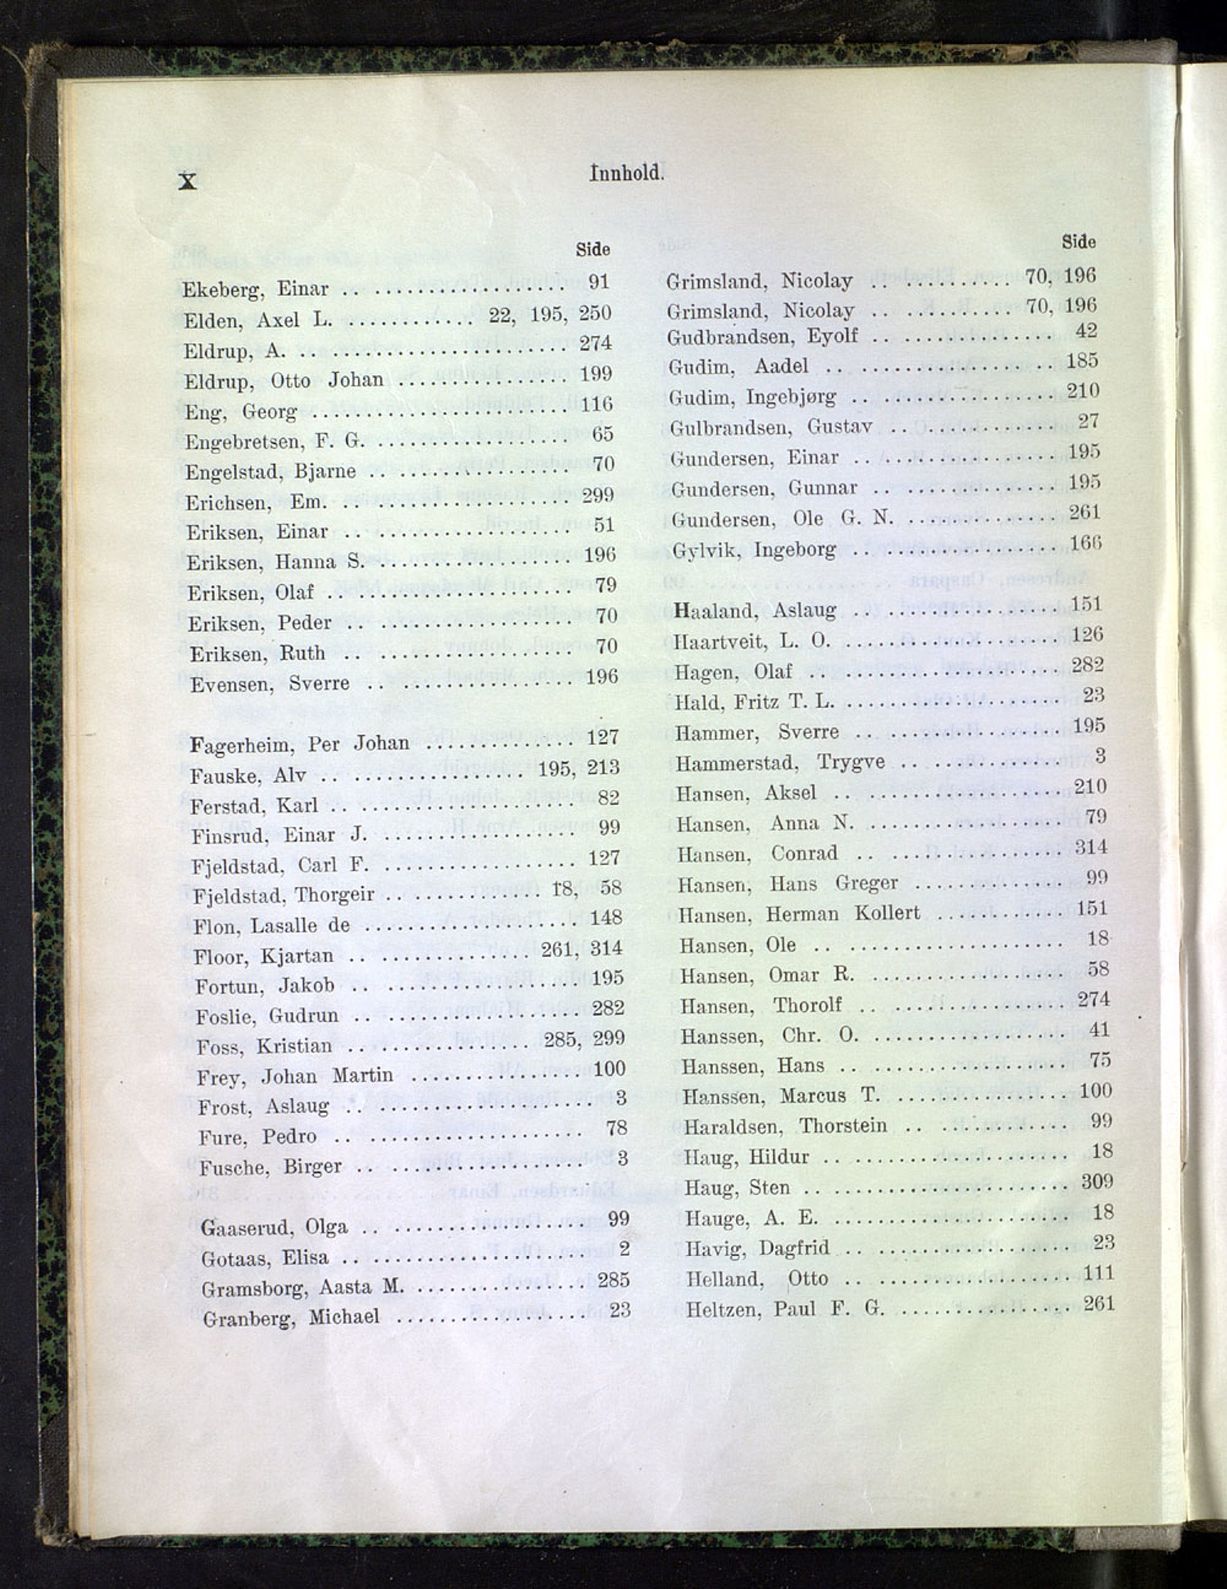 X
Innhold.
Side
Ekeberg, Einar .. .................. 91
Elden, Axel L. ............ 22, 195, 250
Eldrup, A. .. ...................... 274
Eldrup, Otto Johan ................ 199
Eng, Georg ........................ 116
Engebretsen, F. G. .................. 65
Engelstad, Bjarne .................. 70
Erichsen, Em. .. .................. 299
Eriksen, Einar .. .................. 51
Eriksen, Hanna S. .................. 196
Eriksen, Olaf .. .................... 79
Eriksen, Peder .. .................. 70
Eriksen, Ruth .. .................. 70
Evensen, Sverre .. ................ 196
Fagerheim, Per Johan .............. 127
Fauske, Alv .. ................ 195, 213
Ferstad, Karl .. .................... 82
Finsrud, Einar J. .................. 99
Fjeldstad, Carl F. .................. 127
Fjeldstad, Thorgeir .. ............ 18, 58
Flon, Lasalle de .................... 148
Floor, Kjartan .. .............. 261, 314
Fortun, Jakob .. .................. 195
Foslie, Gudrun .. .................. 282
Foss, Kristian .. ................ 285, 299
Frey, Johan Martin ................ 100
Frost, Aslaug .. .................... 3
Fure, Pedro .. .................... 78
Fusche, Birger .. .................. 3
Gaaserud, Olga .. .................. 99
Gotaas, Elisa .. .................... 2
Gramsborg, Aasta M. ................ 285
Granberg, Michael .................. 23
Side
Grimsland, Nicolay .. .......... 70, 196
Grimsland, Nicolay .. .......... 70, 196
Gudbrandsen, Eyolf .. .............. 42
Gudim, Aadel .. .................. 185
Gudim, Ingebjørg .. ................ 210
Gulbrandsen, Gustav .. ............ 27
Gundersen, Einar .. ................ 195
Gundersen, Gunnar .. .............. 195
Gundersen, Ole G. N. .............. 261
Gylvik, Ingeborg .. ................ 166
Haaland, Aslaug .. ................ 151
Haartveit, L. O. .................... 126
Hagen, Olaf .. .................... 282
Hald, Fritz T. L. .................... 23
Hammer, Sverre .. ................ 195
Hammerstad, Trygve .............. 3
Hansen, Aksel .. .................. 210
Hansen, Anna N. .................. 79
Hansen, Conrad .. ................ 314
Hansen, Hans Greger .............. 99
Hansen, Herman Kollert ............ 151
Hansen, Ole .. .................... 18
Hansen, Omar R. .................. 58
Hansen, Thorolf .. ................ 274
Hanssen, Chr. O. .................. 41
Hanssen, Hans .. .................. 75
Hanssen, Marcus T. ................ 100
Haraldsen, Thorstein .. ............ 99
Haug, Hildur .. .................... 18
Haug, Sten .. ...................... 309
Hauge, A. E. ...................... 18
Havig, Dagfrid .. .................. 23
Helland, Otto .. .................. 111
Heltzen, Paul F. G. ................ 261